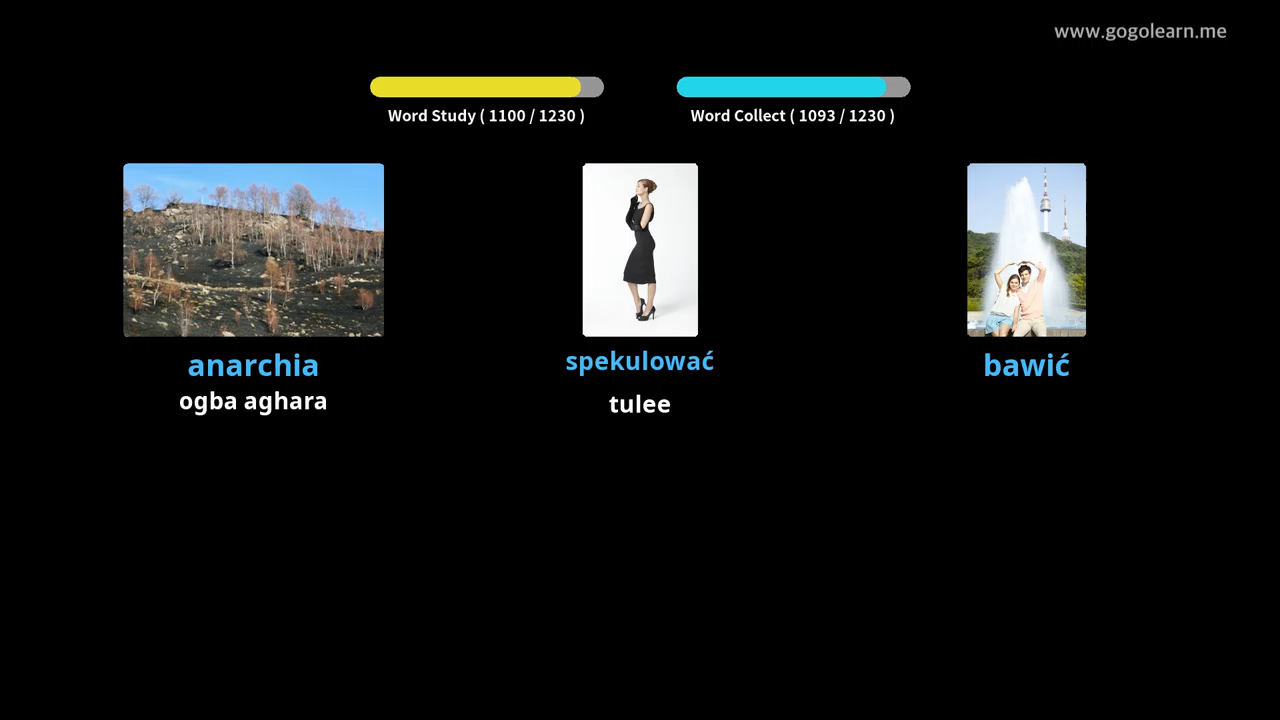 www.gogolearn.me
Word Study ( 1100 / 1230 )
Word Collect ( 1093 / 1230 )
anarchia
ogba aghara
spekulować
tulee
bawić